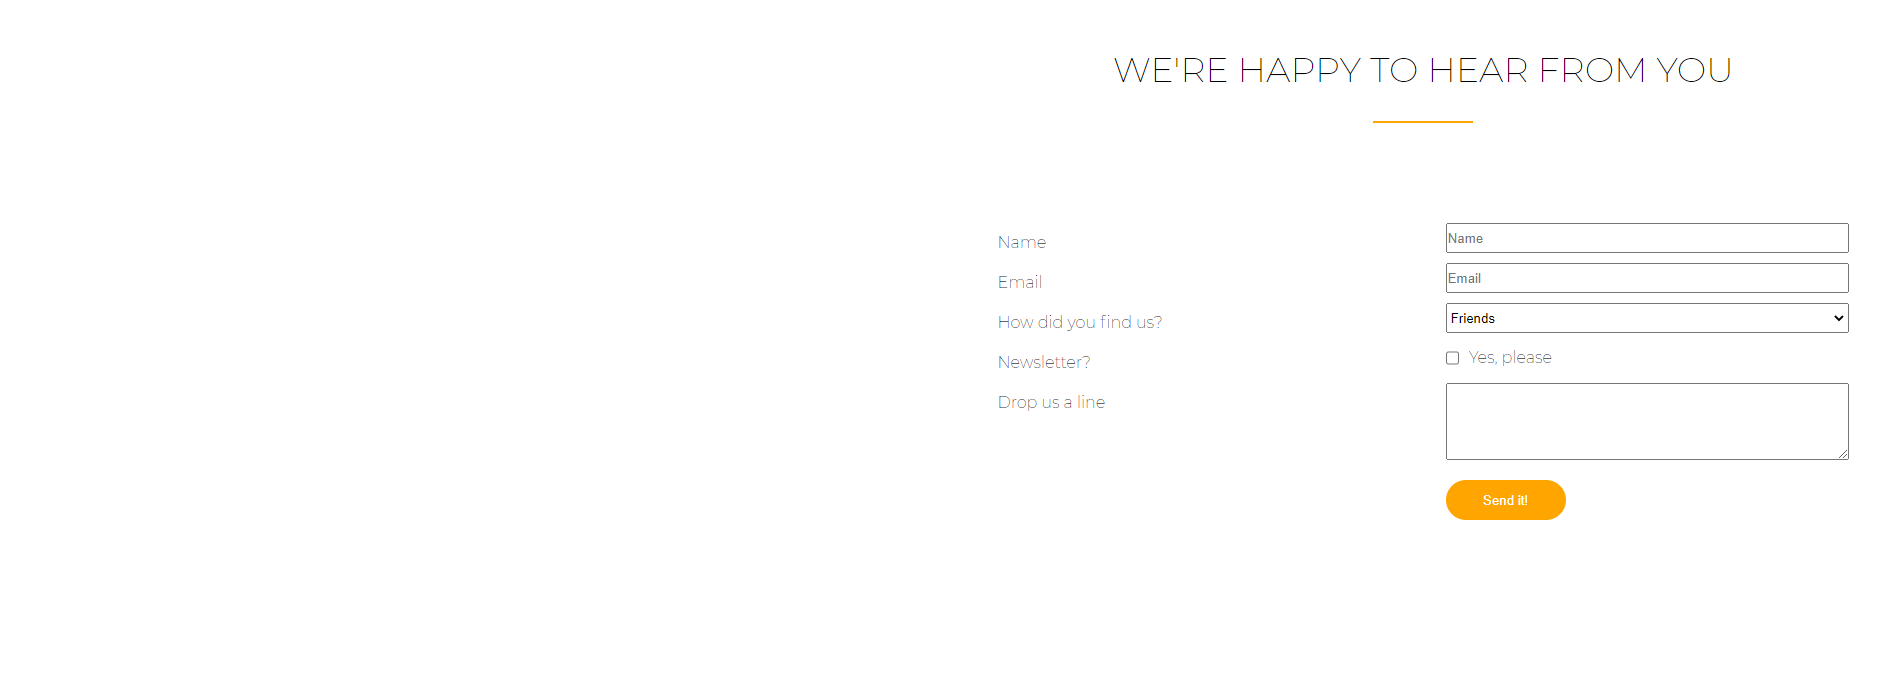 WE'RE HAPPY TO HEAR FROM YOU
Name
Name
Email
Email
How did you find us?
Friends
Newsletter?
Yes, please
Drop us a line
Send it!